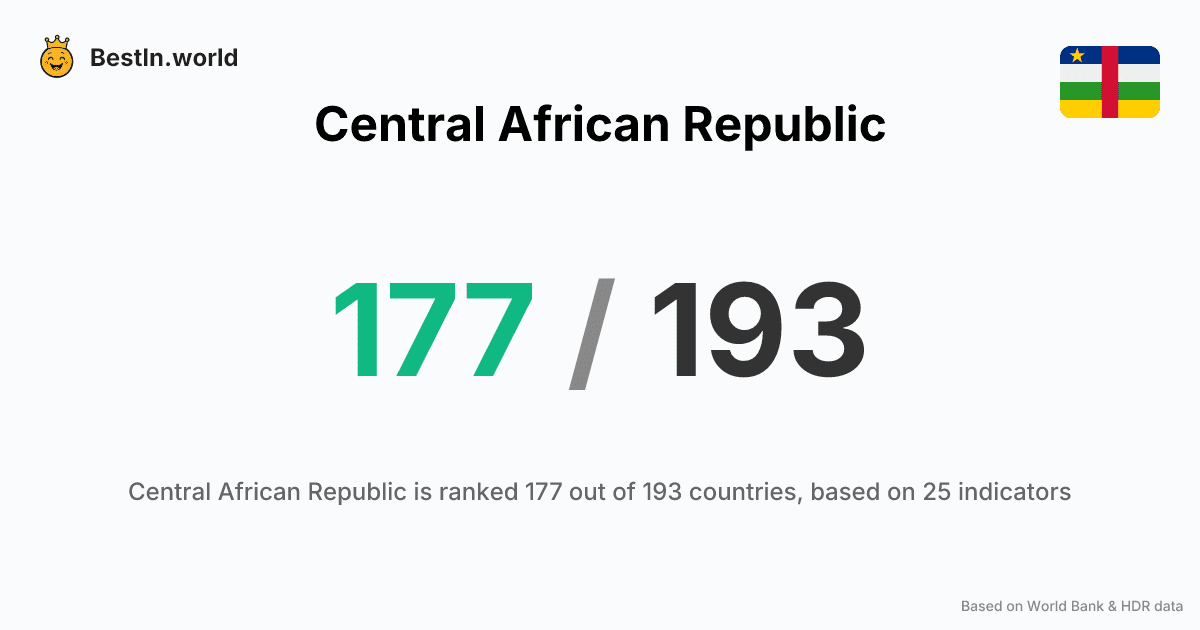 BestIn.world
Central African Republic
177 / 193
Central African Republic is ranked 177 out of 193 countries, based on 25 indicators
Based on World Bank & HDR data